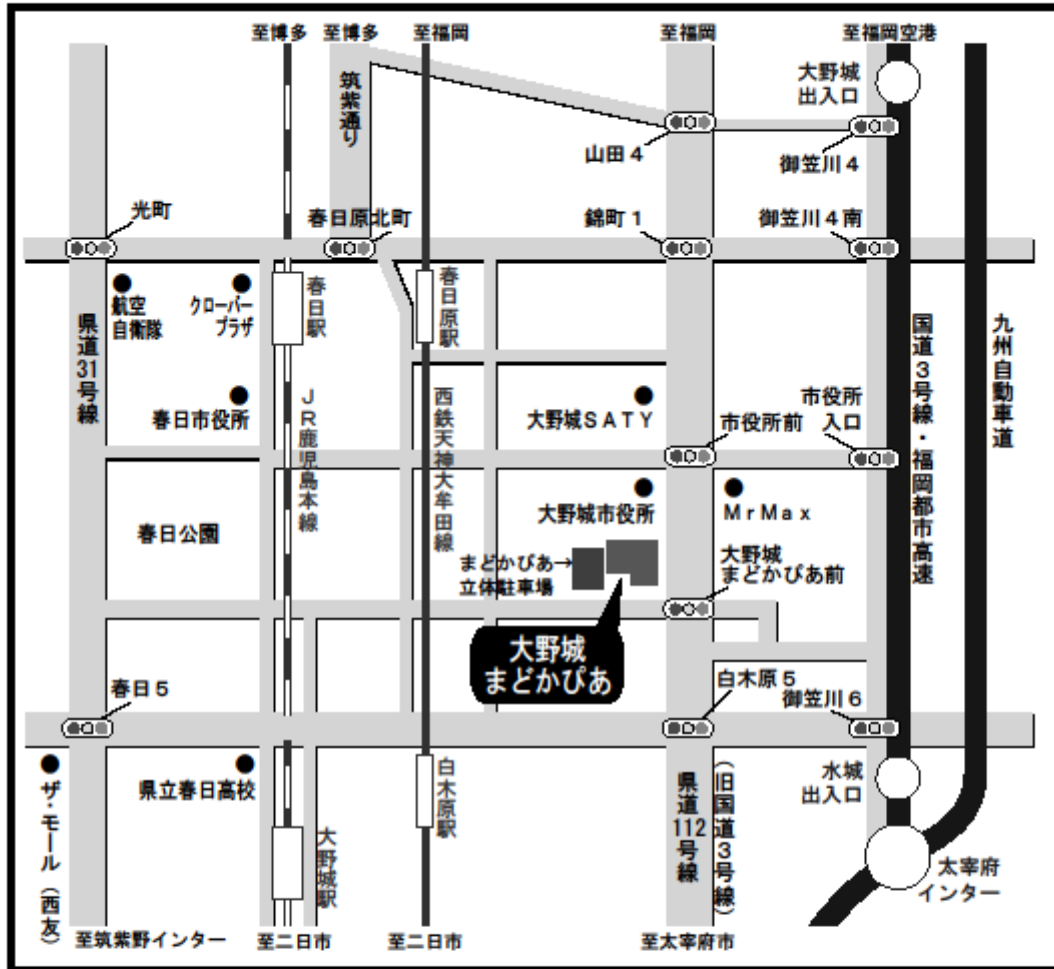 至博多
至博多
至福岡
至福岡
至福岡空港
大野城
出入口
筑紫通り
山田４
御笠川４
光町
春日原北町
錦町１
御笠川４南
航空
自衛隊
クローバー
プラザ
春日駅
春日原駅
県道31号線
国道３号線・福岡都市高速
九州自動車道
春日市役所
ＪＲ鹿児島本線
西鉄天神大牟田線
大野城ＳＡＴＹ
市役所前
市役所
入口
春日公園
大野城市役所
ＭｒＭａｘ
まどかぴあ→
立体駐車場
大野城
まどかぴあ前
大野城
まどかぴあ
春日５
白木原５
御笠川６
ザ・モール（西友）
県立春日高校
大野城駅
白木原駅
県道112号線
（旧国道３号線）
水城
出入口
太宰府
インター
至筑紫野インター
至二日市
至二日市
至太宰府市